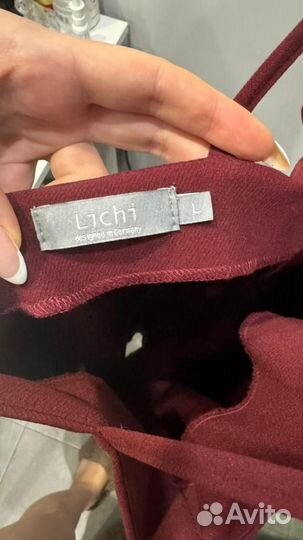 Lichi
designed in Germany
L
Avito